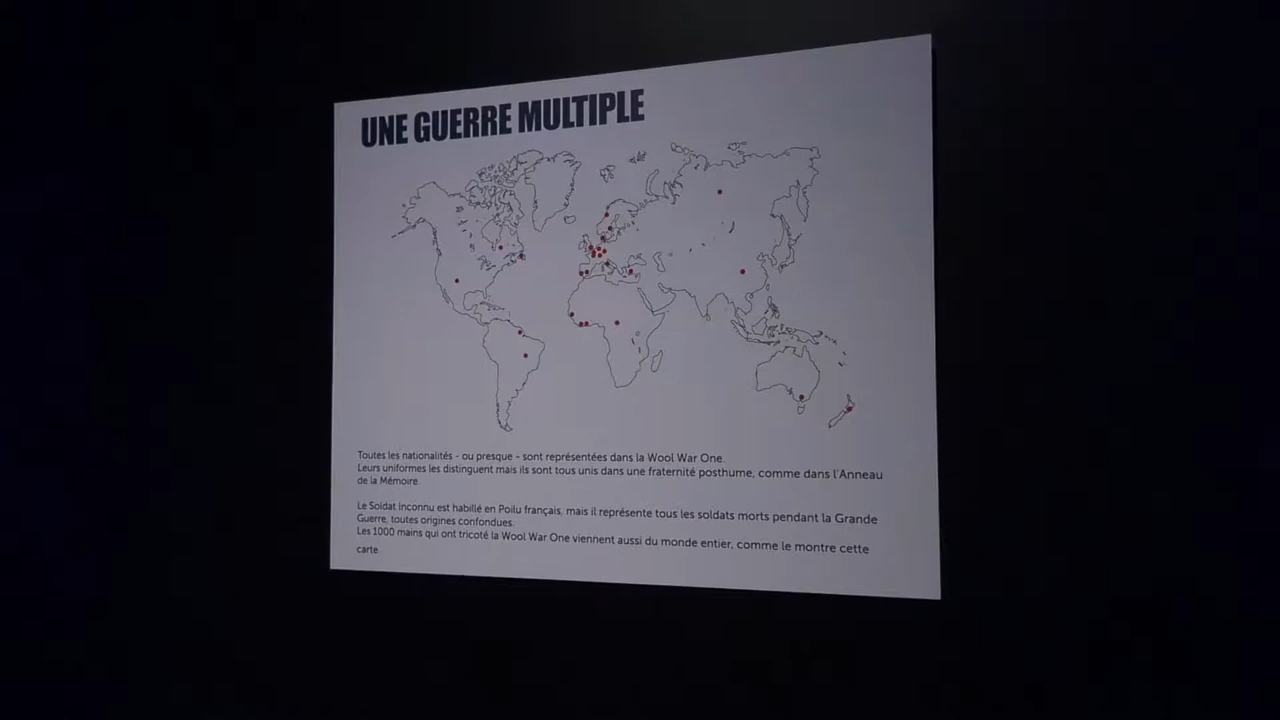 UNE GUERRE MULTIPLE
Toutes les nationalités - ou presque - sont représentées dans la Wool War One.
Leurs uniformes les distinguent mais ils sont tous unis dans une fraternité posthume, comme dans l'Anneau
de la Mémoire.
Le Soldat Inconnu est habillé en Poilu français, mais il représente tous les soldats morts pendant la Grande
Guerre, toutes origines confondues.
Les 1000 mains qui ont tricoté la Wool War One viennent aussi du monde entier, comme le montre cette
carte.